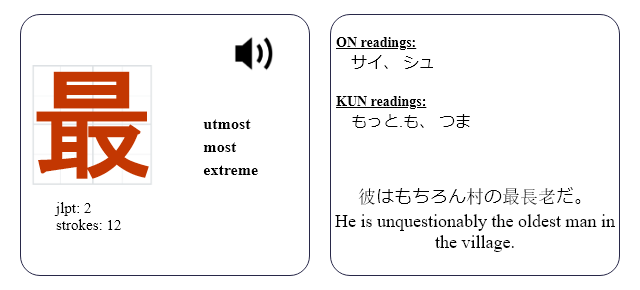 最
utmost
most
extreme
jlpt: 2
strokes: 12
ON readings:
サイ、 シュ
KUN readings:
もっと.も、 つま
彼はもちろん村の最長老だ。
He is unquestionably the oldest man in
the village.